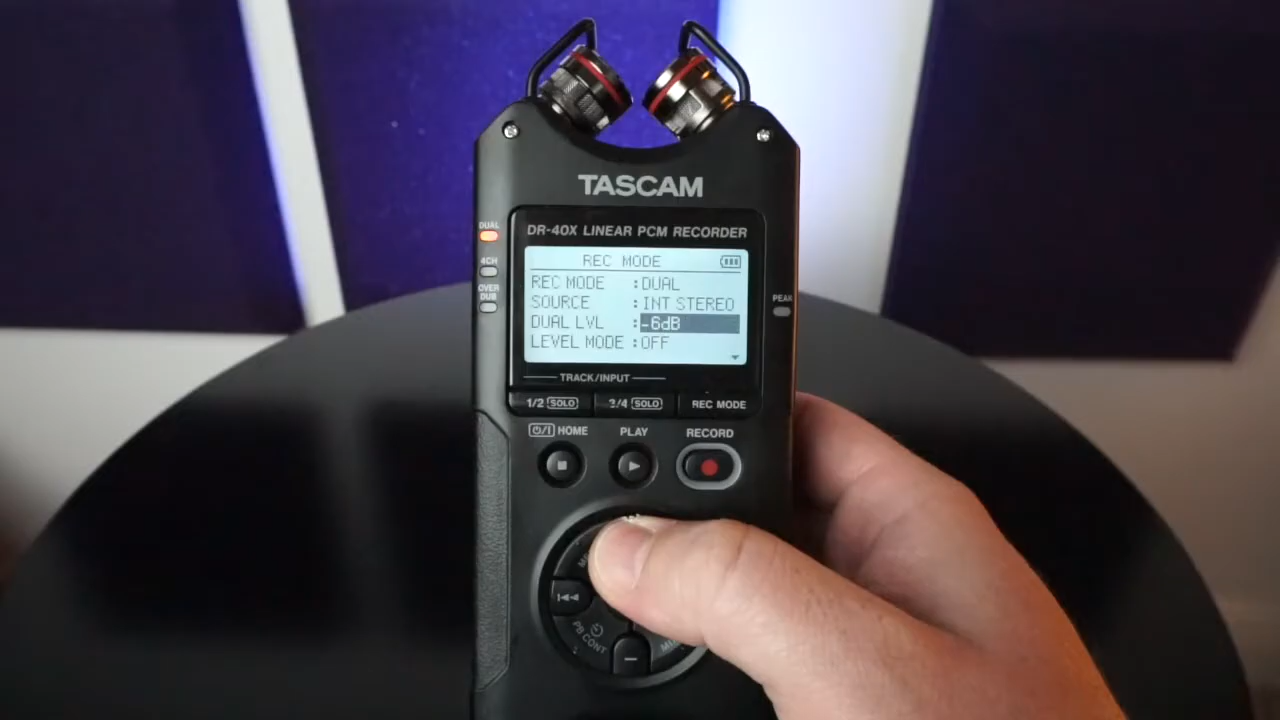 TASCAM
DR-40X LINEAR PCM RECORDER
DUAL
4CH
OVER
DUB
PEAK
REC MODE
REC MODE :DUAL
SOURCE :INT STEREO
DUAL LVL :-6dB
LEVEL MODE :OFF
TRACK/INPUT
1/2 SOLO 3/4 SOLO REC MODE
⏻/I HOME PLAY RECORD
PB CONT